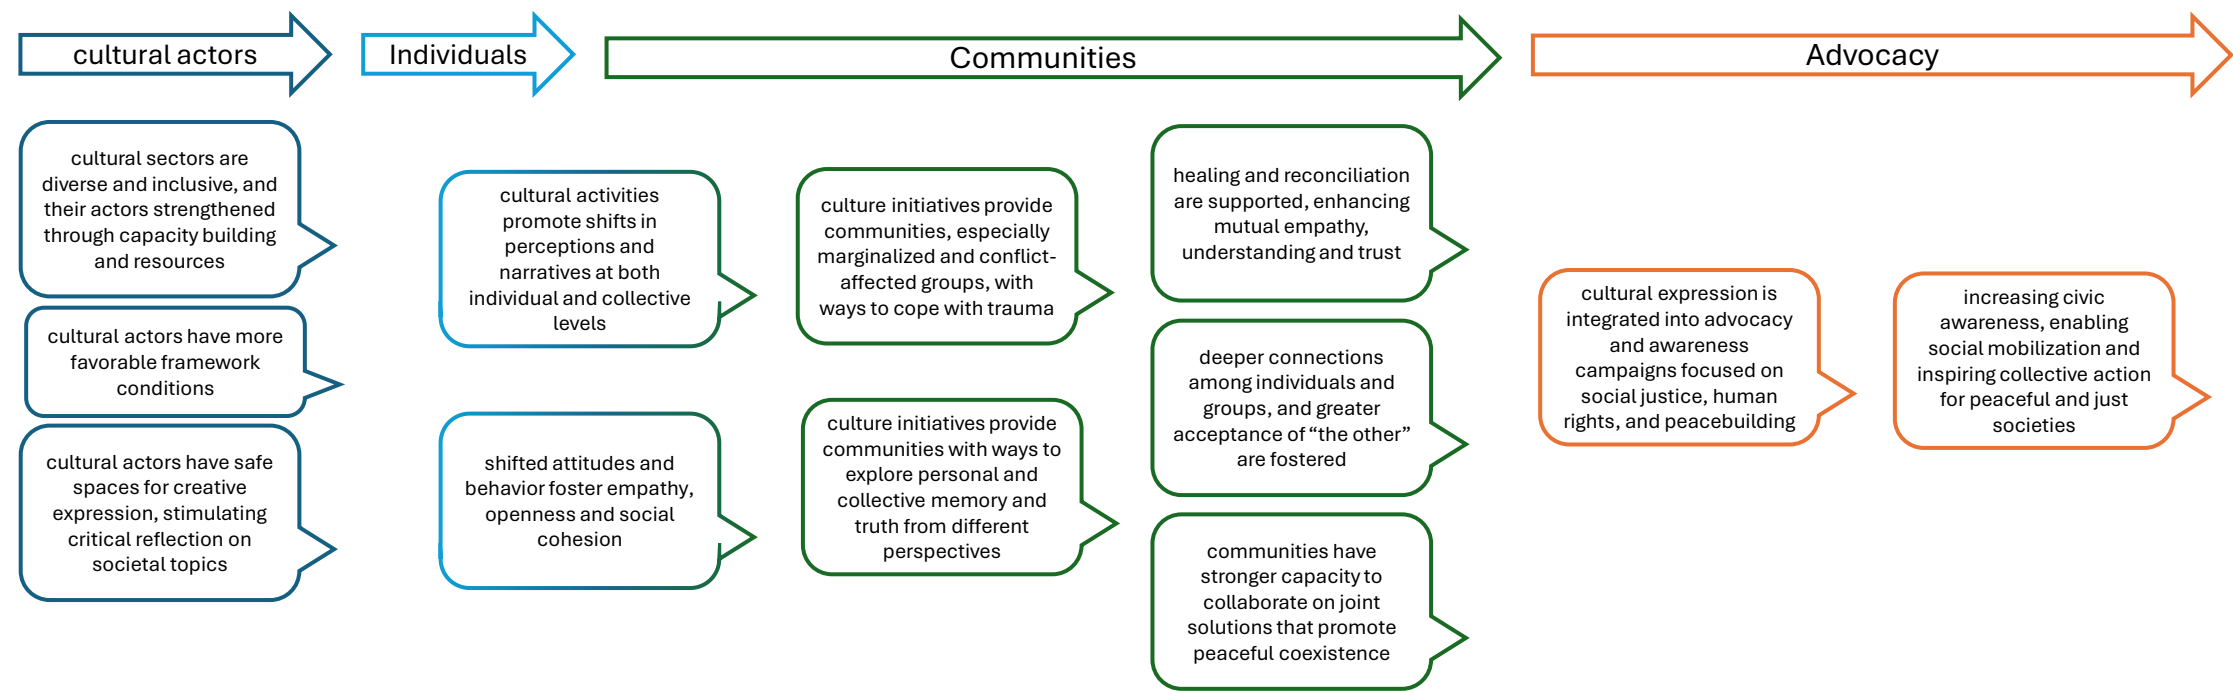 cultural actors
Individuals
Communities
Advocacy
cultural sectors are
diverse and inclusive, and
their actors strengthened
through capacity building
and resources
cultural actors have more
favorable framework
conditions
cultural actors have safe
spaces for creative
expression, stimulating
critical reflection on
societal topics
cultural activities
promote shifts in
perceptions and
narratives at both
individual and collective
levels
shifted attitudes and
behavior foster empathy,
openness and social
cohesion
culture initiatives provide
communities, especially
marginalized and conflict-
affected groups, with
ways to cope with trauma
culture initiatives provide
communities with ways to
explore personal and
collective memory and
truth from different
perspectives
healing and reconciliation
are supported, enhancing
mutual empathy,
understanding and trust
deeper connections
among individuals and
groups, and greater
acceptance of “the other”
are fostered
communities have
stronger capacity to
collaborate on joint
solutions that promote
peaceful coexistence
cultural expression is
integrated into advocacy
and awareness
campaigns focused on
social justice, human
rights, and peacebuilding
increasing civic
awareness, enabling
social mobilization and
inspiring collective action
for peaceful and just
societies